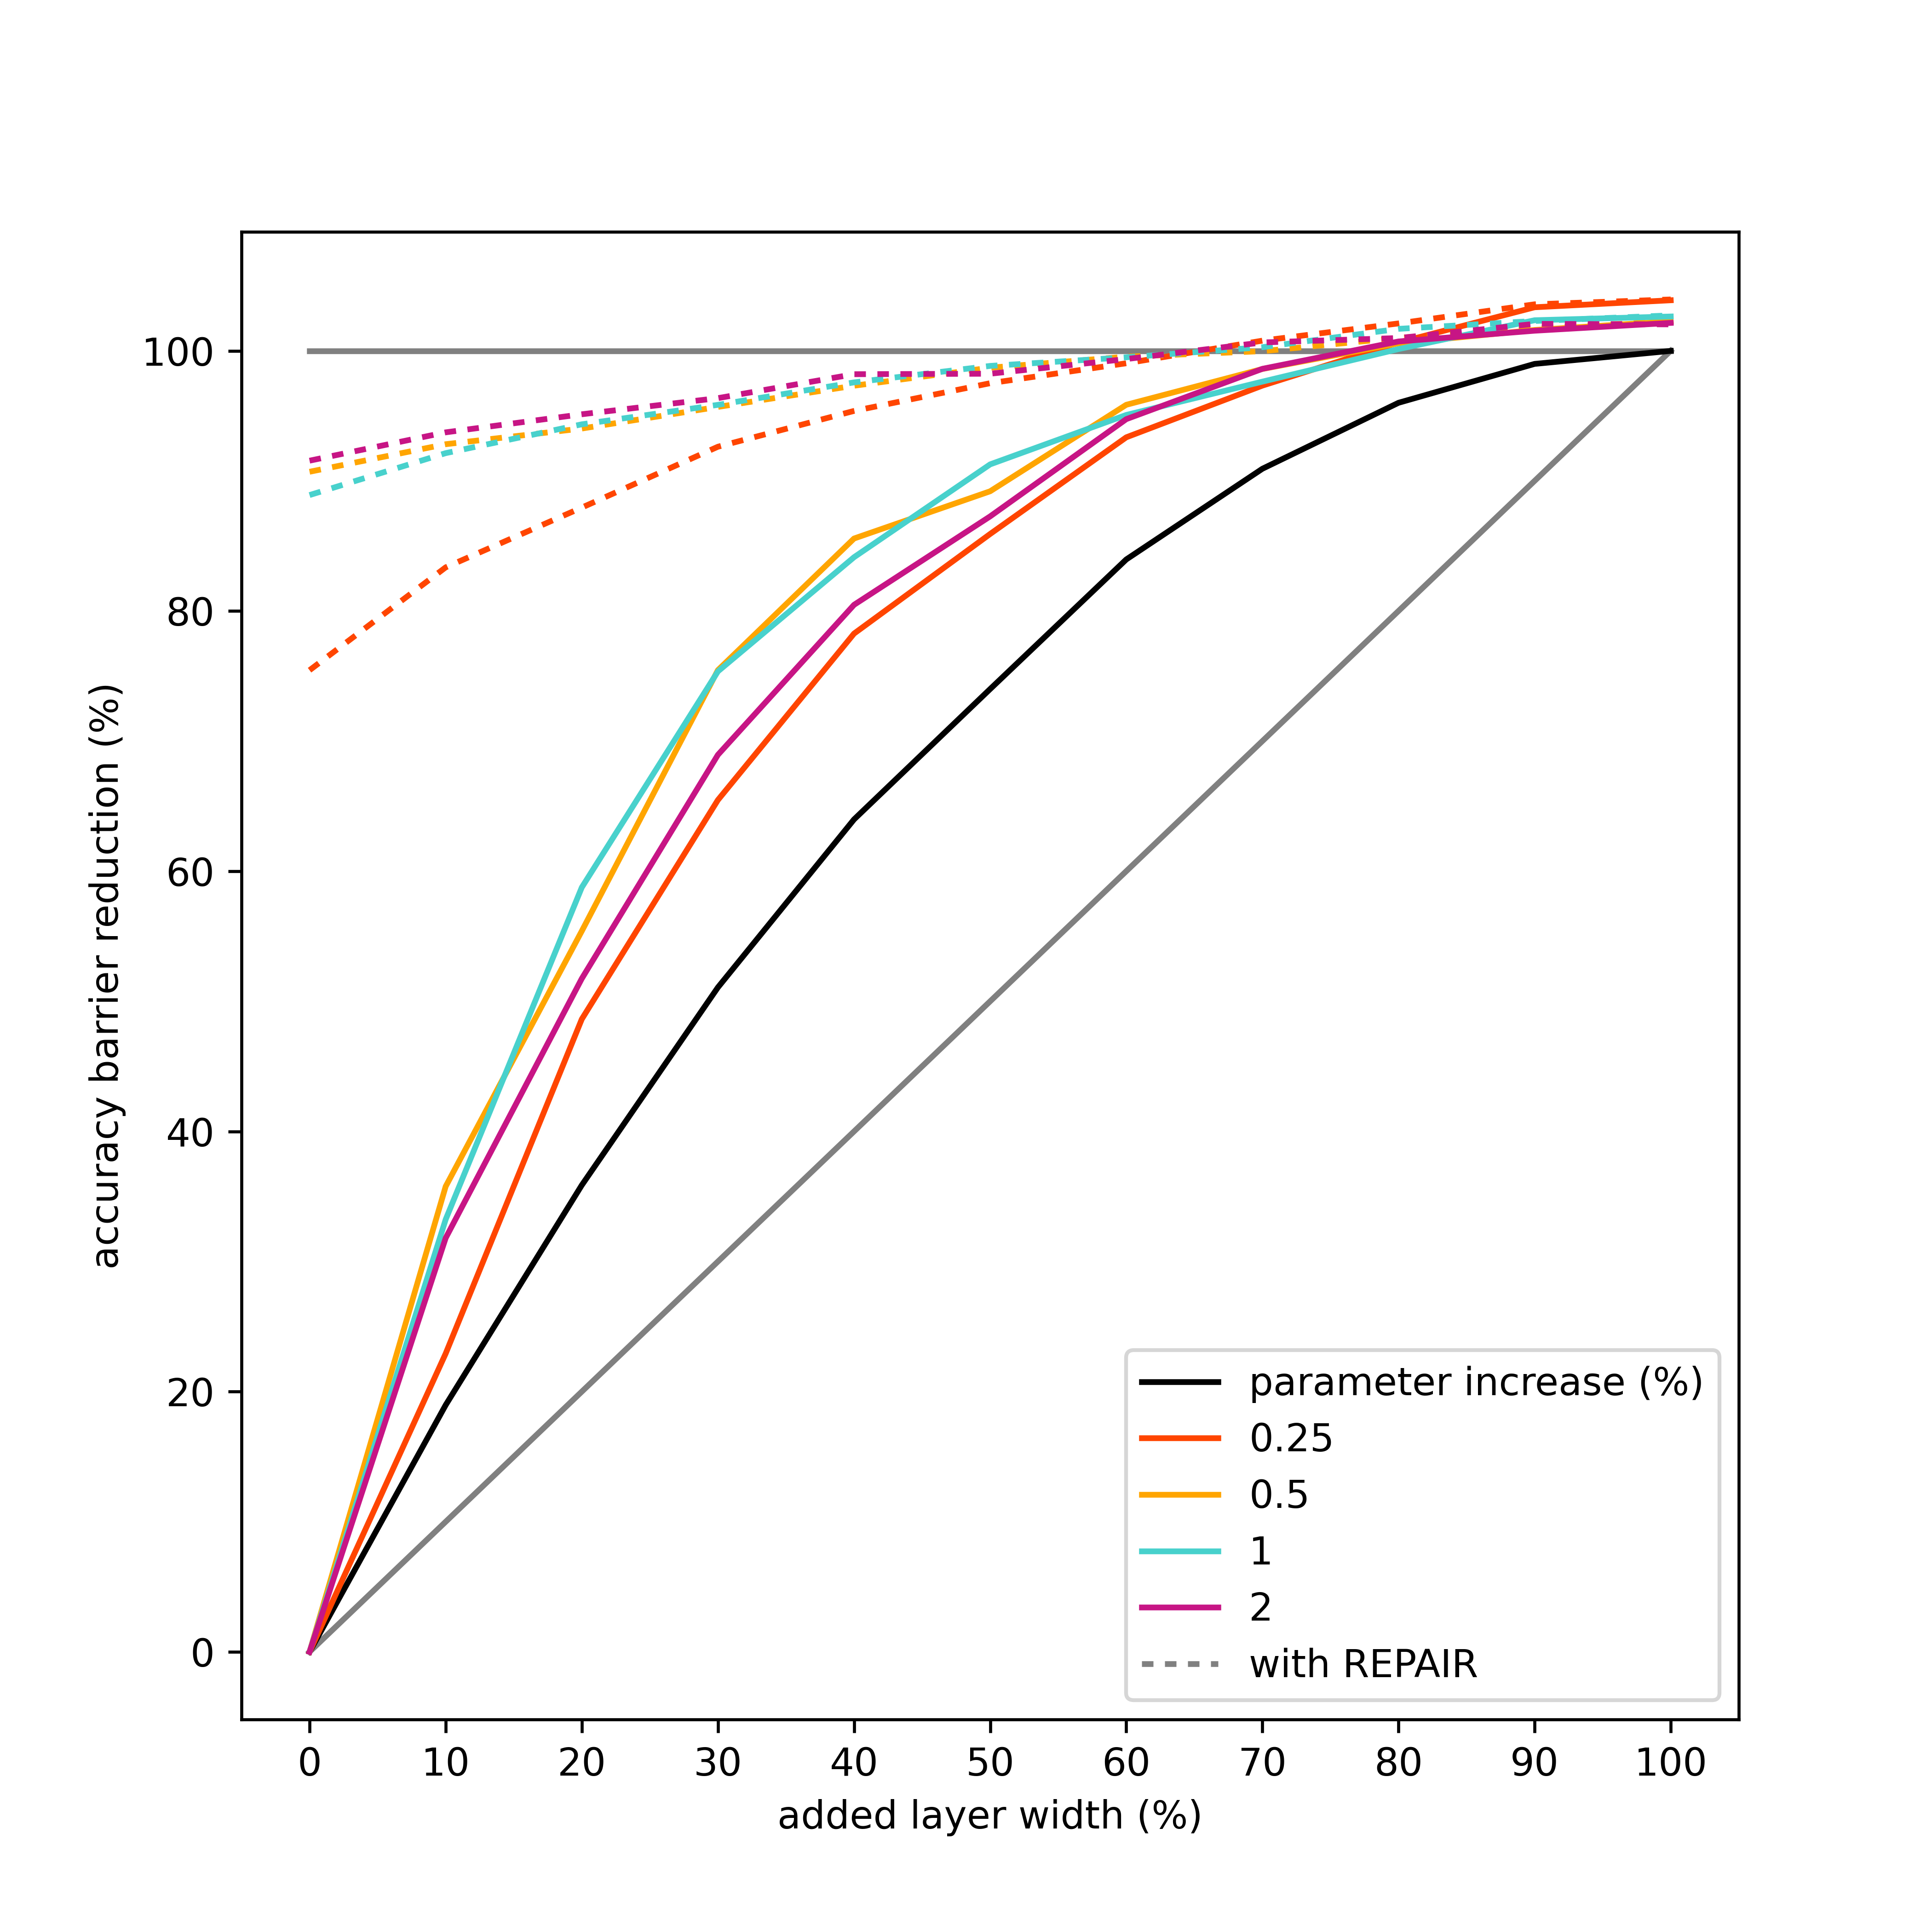 100
80
60
40
20
0
accuracy barrier reduction (%)
parameter increase (%)
0.25
0.5
1
2
with REPAIR
0 10 20 30 40 50 60 70 80 90 100
added layer width (%)